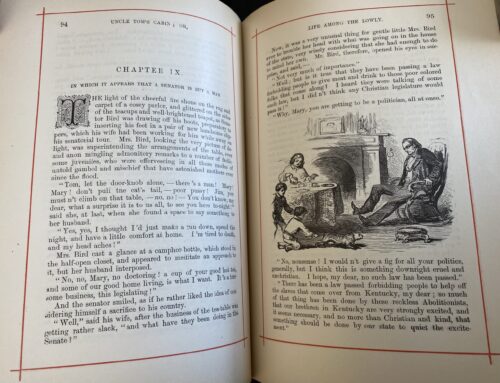 94
UNCLE TOM'S CABIN; OR,
CHAPTER IX.
IN WHICH IT APPEARS THAT A SENATOR IS BUT A MAN
THE light of the cheerful fire shone on the rug and
carpet of a cosey parlor, and glittered on the sides
of the teacups and well-brightened teapot, as Sena-
tor Bird was drawing off his boots, preparatory to
inserting his feet in a pair of new handsome slip-
pers, which his wife had been working for him while away on
his senatorial tour. Mrs. Bird, looking the very picture of de-
light, was superintending the arrangements of the table, ever and
anon mingling admonitory remarks to a number of frolic-
some juveniles, who were effervescing in all those modes of
untold gambol and mischief that have astonished mothers ever
since the flood.
"Tom, let the door-knob alone, — there's a man! Mary!
Mary! don't pull the cat's tail, — poor pussy! Jim, you
must n't climb on that table, — no, no! — You don't know, my
dear, what a surprise it is to us all, to see you here to-night!"
said she, at last, when she found a space to say something to
her husband.
"Yes, yes, I thought I'd just make a run down, spend the
night, and have a little comfort at home. I'm tired to death,
and my head aches!"
Mrs. Bird cast a glance at a camphor-bottle, which stood in
the half-open closet, and appeared to meditate an approach to
it, but her husband interposed.
"No, no, Mary, no doctoring! a cup of your good hot tea,
and some of our good home living, is what I want. It's a tire-
some business, this legislating!"
And the senator smiled, as if he rather liked the idea of con-
sidering himself a sacrifice to his country.
"Well," said his wife, after the business of the tea-table was
getting rather slack, "and what have they been doing in the
Senate?"
LIFE AMONG THE LOWLY.
95
Now, it was a very unusual thing for gentle little Mrs. Bird
ever to trouble her head with what was going on in the house
of the state, very wisely considering that she had enough to do
to mind her own. Mr. Bird, therefore, opened his eyes in sur-
prise, and said, —
"Not very much of importance."
"Well; but is it true that they have been passing a law
forbidding people to give meat and drink to those poor colored
folks that come along? I heard they were talking of some
such law, but I did n't think any Christian legislature would
pass it!"
"Why, Mary, you are getting to be a politician, all at once."
"No, nonsense! I would n't give a fig for all your politics,
generally, but I think this is something downright cruel and
unchristian. I hope, my dear, no such law has been passed."
"There has been a law passed forbidding people to help off
the slaves that come over from Kentucky, my dear; so much
of that thing has been done by these reckless Abolitionists,
that our brethren in Kentucky are very strongly excited, and
it seems necessary, and no more than Christian and kind, that
something should be done by our state to quiet the excite-
ment."